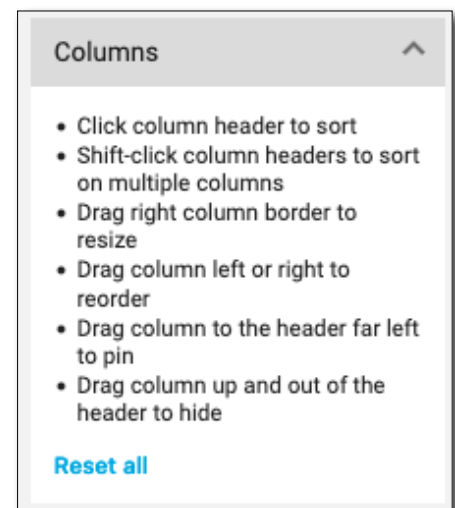 Columns
• Click column header to sort
• Shift-click column headers to sort
on multiple columns
• Drag right column border to
resize
• Drag column left or right to
reorder
• Drag column to the header far left
to pin
• Drag column up and out of the
header to hide
Reset all